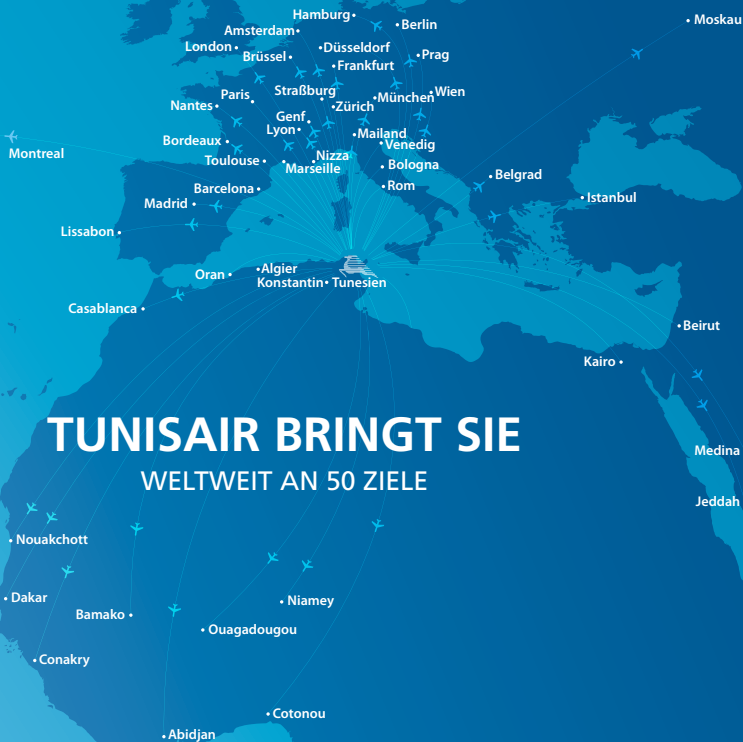 Hamburg
Berlin
Moskau
Amsterdam
London
Düsseldorf
Brüssel
Prag
Frankfurt
Straßburg
München
Wien
Paris
Nantes
Zürich
Genf
Lyon
Mailand
Bordeaux
Venedig
Montreal
Toulouse
Nizza
Marseille
Bologna
Belgrad
Barcelona
Rom
Madrid
Istanbul
Lissabon
Oran
Algier
Konstantin
Tunesien
Casablanca
Beirut
Kairo
TUNISAIR BRINGT SIE
WELTWEIT AN 50 ZIELE
Medina
Jeddah
Nouakchott
Dakar
Niamey
Bamako
Ouagadougou
Conakry
Cotonou
Abidjan